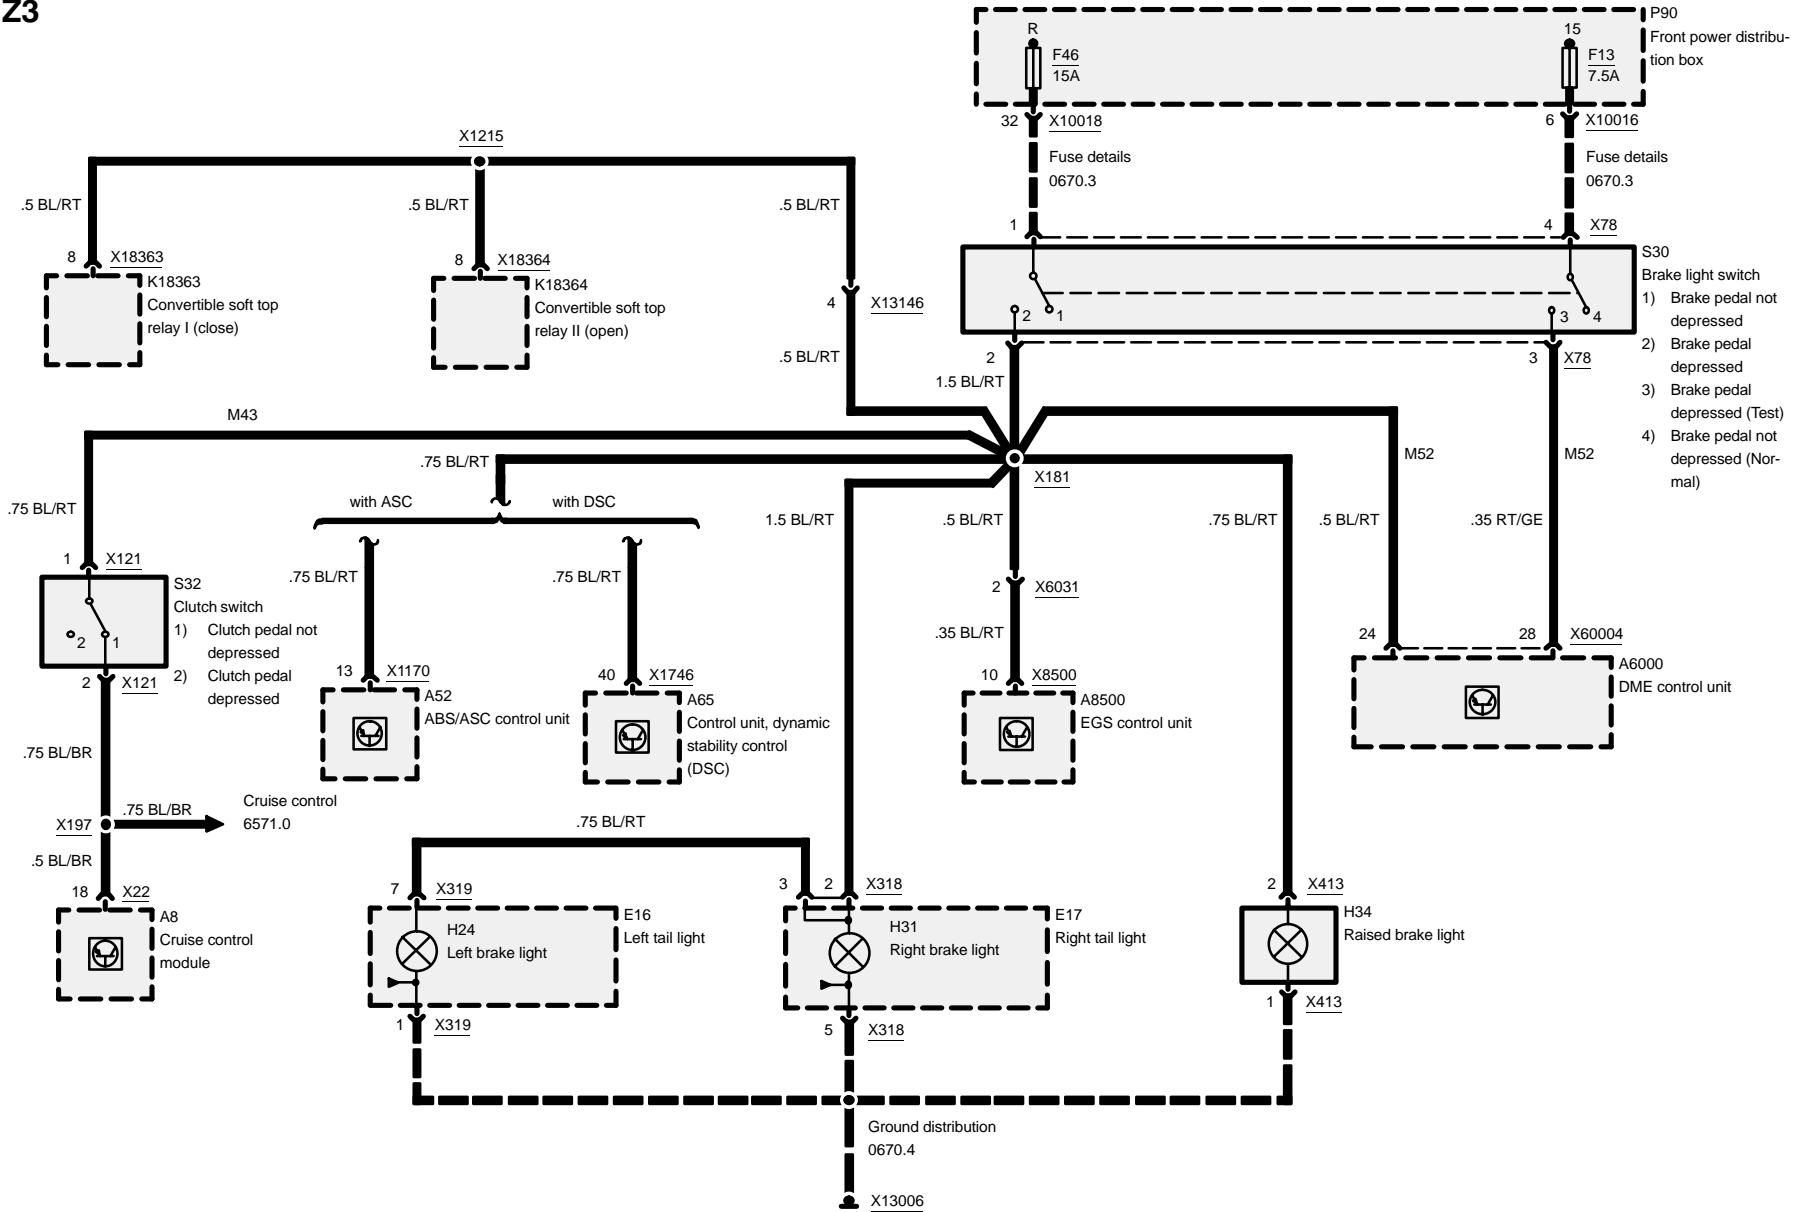 Z3
P90
Front power distribu-
tion box
R
F46
15A
15
F13
7.5A
32
X10018
6
X10016
Fuse details
0670.3
Fuse details
0670.3
X1215
.5 BL/RT
.5 BL/RT
.5 BL/RT
1
4
X78
8
X18363
K18363
Convertible soft top
relay I (close)
8
X18364
K18364
Convertible soft top
relay II (open)
4
X13146
.5 BL/RT
S30
Brake light switch
1) Brake pedal not
depressed
2) Brake pedal
depressed
3) Brake pedal
depressed (Test)
4) Brake pedal not
depressed (Nor-
mal)
2
1
3
4
2
1.5 BL/RT
3
X78
M43
.75 BL/RT
X181
M52
M52
with ASC
with DSC
.75 BL/RT
1.5 BL/RT
.5 BL/RT
.75 BL/RT
.5 BL/RT
.35 RT/GE
1
X121
S32
Clutch switch
1) Clutch pedal not
depressed
2) Clutch pedal
depressed
2
1
2
X121
.75 BL/RT
.75 BL/RT
2
X6031
.35 BL/RT
13
X1170
A52
ABS/ASC control unit
40
X1746
A65
Control unit, dynamic
stability control
(DSC)
10
X8500
A8500
EGS control unit
24
28
X60004
A6000
DME control unit
.75 BL/BR
X197
.75 BL/BR
Cruise control
6571.0
.5 BL/BR
18
X22
A8
Cruise control
module
.75 BL/RT
7
X319
E16
Left tail light
H24
Left brake light
1
X319
3
2
X318
E17
Right tail light
H31
Right brake light
5
X318
2
X413
H34
Raised brake light
1
X413
Ground distribution
0670.4
X13006